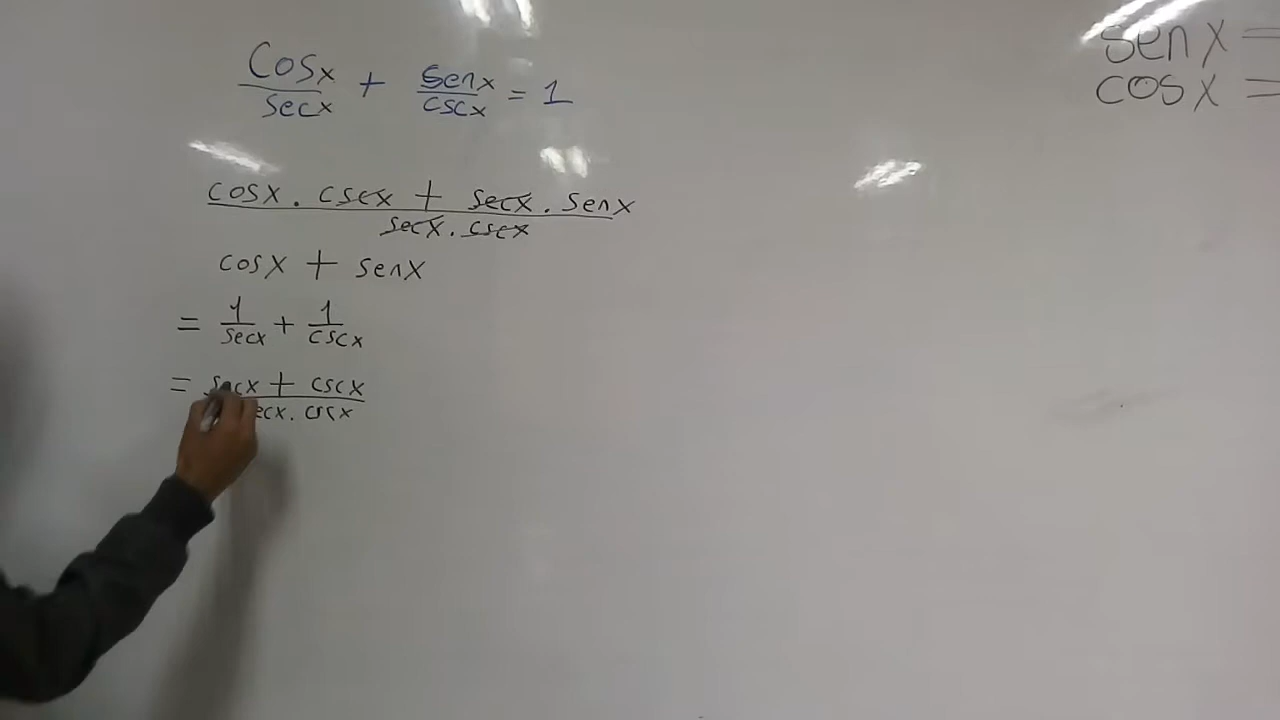 Cosx/secx + senx/cscx = 1
senx =
cosx =
cosx . cscx + secx . senx
secx . cscx
cosx + senx
= 1/secx + 1/cscx
= secx + cscx
secx . cscx